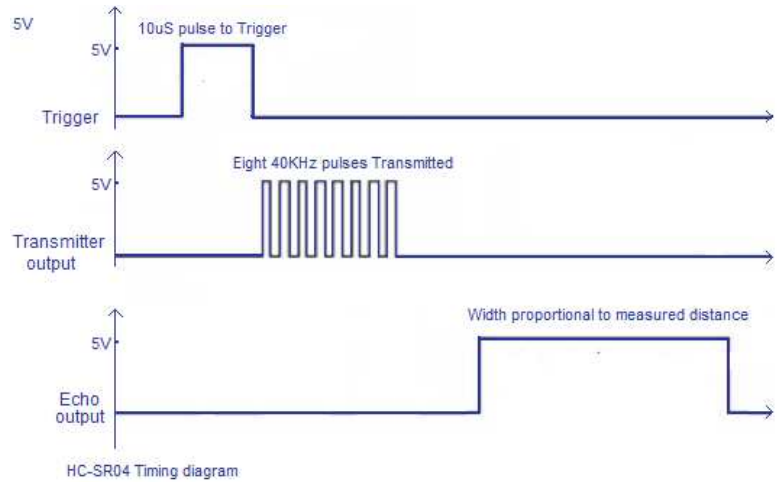 5V
10uS pulse to Trigger
5V
Trigger
Eight 40KHz pulses Transmitted
5V
Transmitter
output
Width proportional to measured distance
5V
Echo
output
HC-SR04 Timing diagram